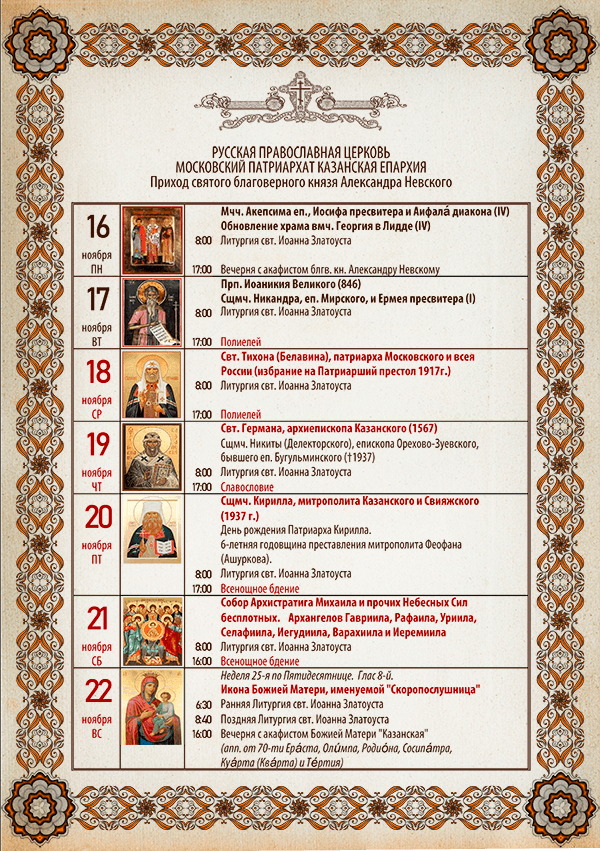 РУССКАЯ ПРАВОСЛАВНАЯ ЦЕРКОВЬ
МОСКОВСКИЙ ПАТРИАРХАТ КАЗАНСКАЯ ЕПАРХИЯ
Приход святого благоверного князя Александра Невского
16
ноября
ПН
Мчч. Акепсима еп., Иосифа пресвитера и Аифала́ диакона (IV)
Обновление храма вмч. Георгия в Лидде (IV)
8:00 Литургия свт. Иоанна Златоуста
17:00 Вечерня с акафистом блгв. кн. Александру Невскому
17
ноября
ВТ
Прп. Иоаникия Великого (846)
Сщмч. Никандра, еп. Мирского, и Ермея пресвитера (I)
8:00 Литургия свт. Иоанна Златоуста
17:00 Полиелей
18
ноября
СР
Свт. Тихона (Белавина), патриарха Московского и всея
России (избрание на Патриарший престол 1917г.)
8:00 Литургия свт. Иоанна Златоуста
17:00 Полиелей
19
ноября
ЧТ
Свт. Германа, архиепископа Казанского (1567)
Сщмч. Никиты (Делекторского), епископа Орехово-Зуевского,
бывшего еп. Бугульминского (†1937)
8:00 Литургия свт. Иоанна Златоуста
17:00 Славословие
20
ноября
ПТ
Сщмч. Кирилла, митрополита Казанского и Свияжского
(1937 г.)
День рождения Патриарха Кирилла.
6-летняя годовщина преставления митрополита Феофана
(Ашуркова).
8:00 Литургия свт. Иоанна Златоуста
17:00 Всенощное бдение
21
ноября
СБ
Собор Архистратига Михаила и прочих Небесных Сил
бесплотных. Архангелов Гавриила, Рафаила, Уриила,
Селафиила, Иегудиила, Варахиила и Иеремиила
8:00 Литургия свт. Иоанна Златоуста
16:00 Всенощное бдение
22
ноября
ВС
Неделя 25-я по Пятидесятнице. Глас 8-й.
Икона Божией Матери, именуемой "Скоропослушница"
6:30 Ранняя Литургия свт. Иоанна Златоуста
8:40 Поздняя Литургия свт. Иоанна Златоуста
16:00 Вечерня с акафистом Божией Матери "Казанская"
(апп. от 70-ти Ера́ста, Оли́мпа, Родио́на, Сосипа́тра,
Куа́рта (Ква́рта) и Те́ртия)